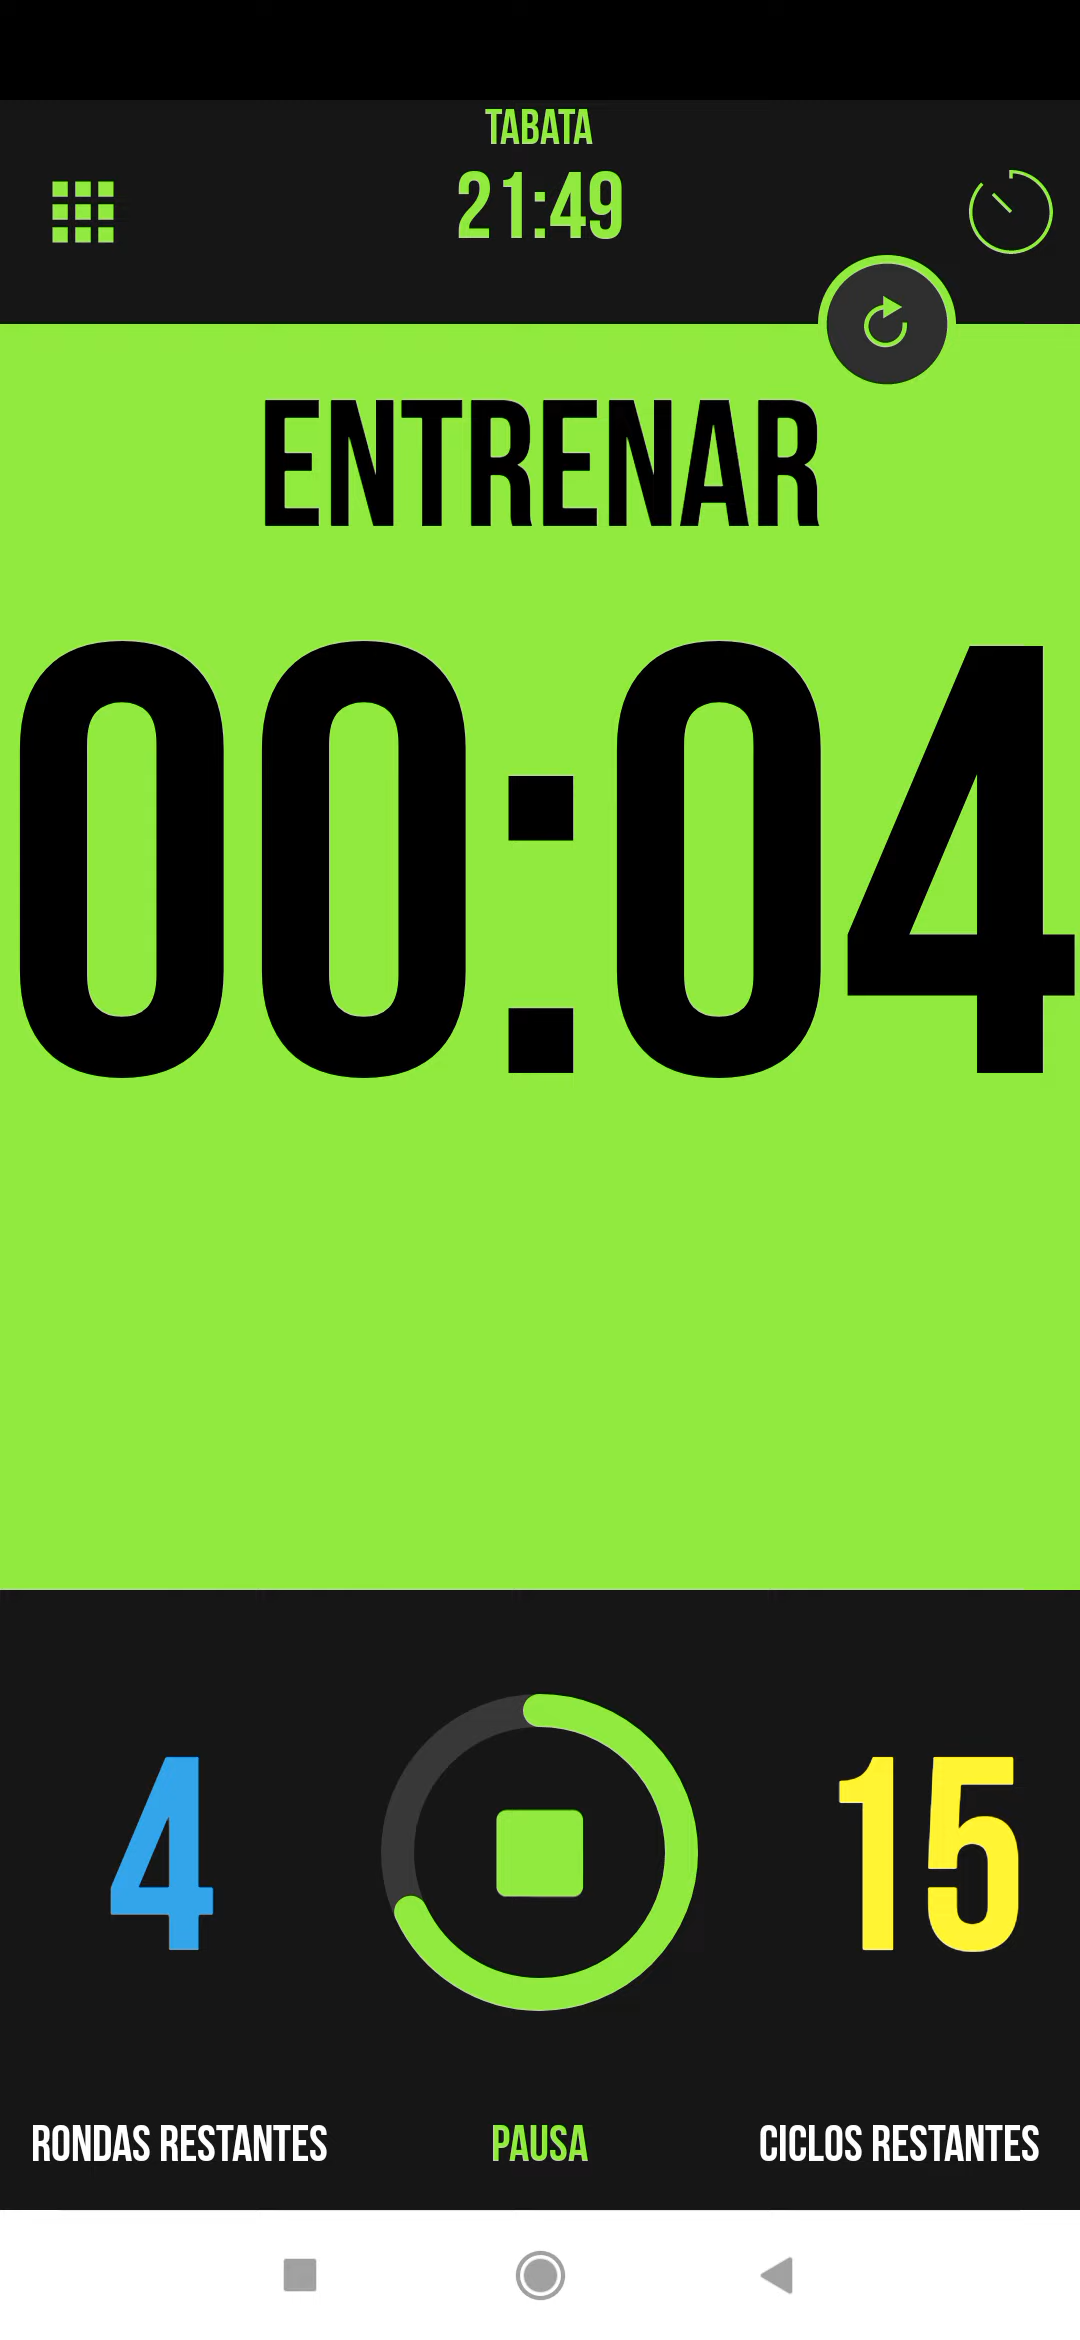 TABATA
21:49
ENTRENAR
00:04
4
15
RONDAS RESTANTES
PAUSA
CICLOS RESTANTES